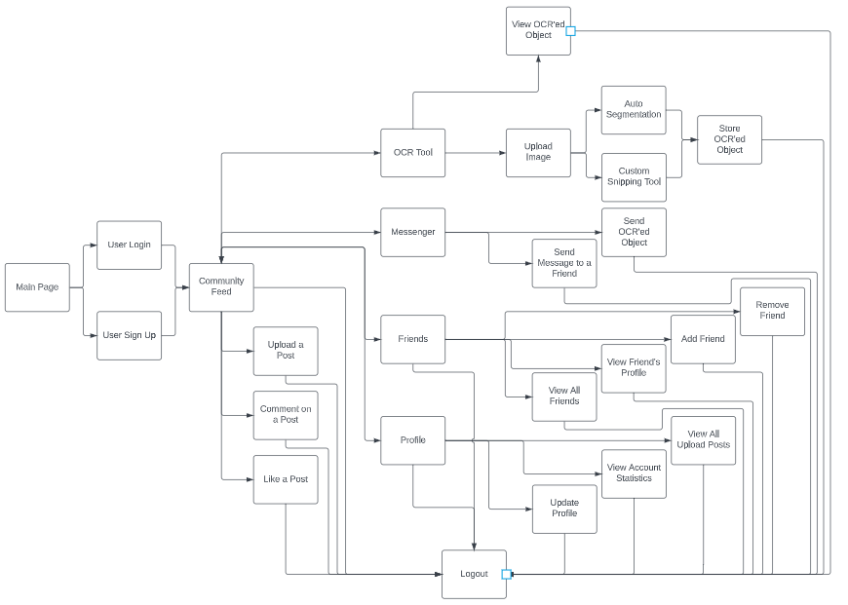 View OCR'ed
Object
Auto
Segmentation
Store
OCR'ed
Object
OCR Tool
Upload
Image
Custom
Snipping Tool
Messenger
Send
OCR'ed
Object
User Login
Send
Message to a
Friend
Main Page
Community
Feed
Remove
Friend
User Sign Up
Upload a
Post
Friends
Add Friend
View Friend's
Profile
View All
Friends
Comment on
a Post
Profile
View All
Upload Posts
Like a Post
View Account
Statistics
Update
Profile
Logout